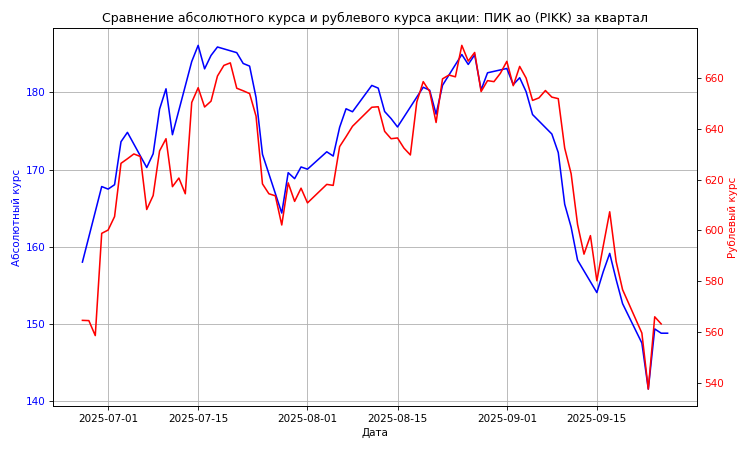 Сравнение абсолютного курса и рублевого курса акции: ПИК ао (PIKK) за квартал
Абсолютный курс
180
170
160
150
140
Рублевый курс
660
640
620
600
580
560
540
2025-07-01 2025-07-15 2025-08-01 2025-08-15 2025-09-01 2025-09-15
Дата